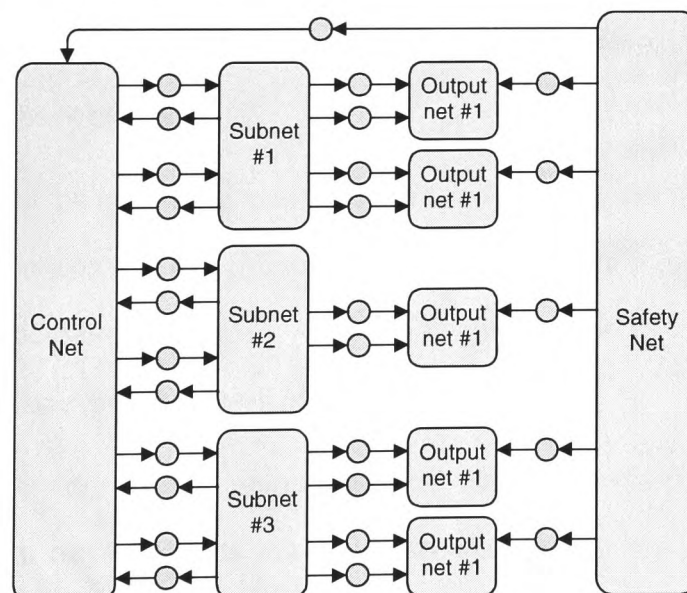 Control
Net
Subnet
#1
Subnet
#2
Subnet
#3
Output
net #1
Output
net #1
Output
net #1
Output
net #1
Output
net #1
Safety
Net